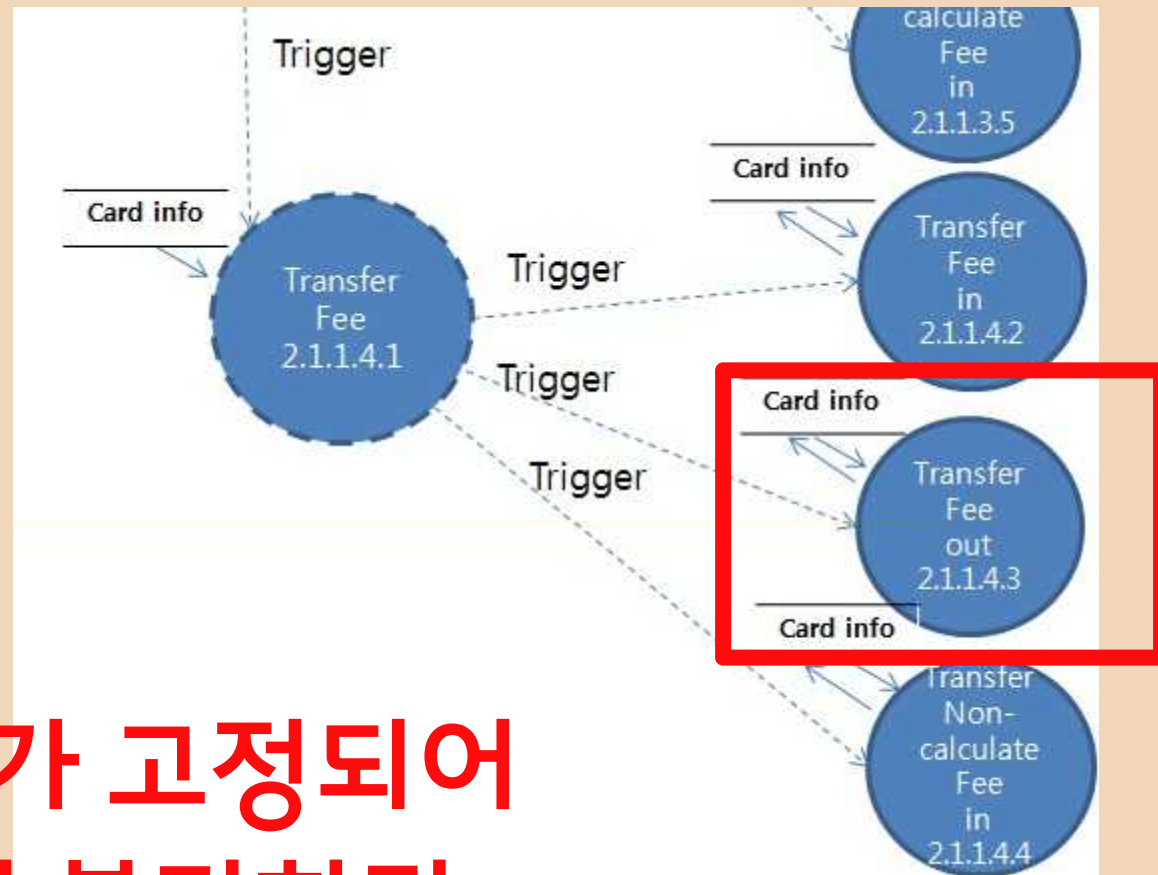 Trigger
calculate
Fee
in
2.1.1.3.5
Card info
Transfer
Fee
in
2.1.1.4.2
Card info
Transfer
Fee
2.1.1.4.1
Trigger
Trigger
Trigger
Card info
Transfer
Fee
out
2.1.1.4.3
Card info
Transfer
Non-
calculate
Fee
in
2.1.1.4.4
가 고정되어